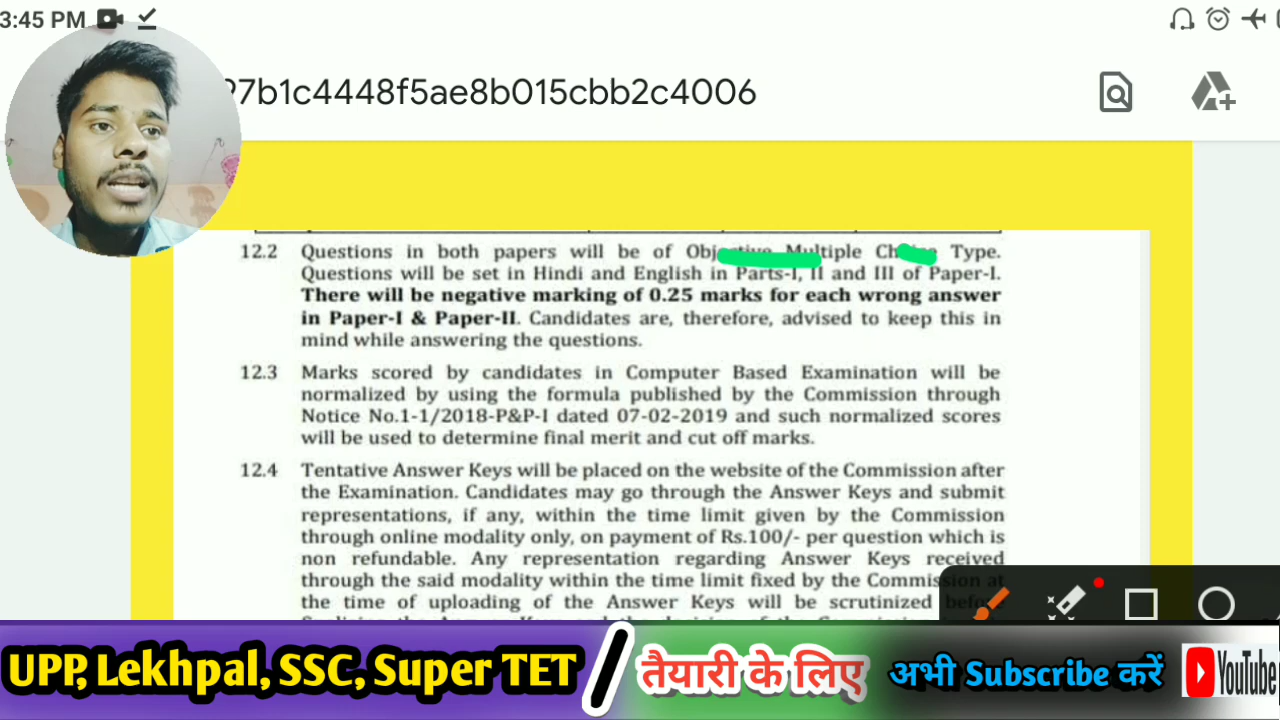 3:45 PM
97b1c4448f5ae8b015cbb2c4006
12.2 Questions in both papers will be of Objective Multiple Choice Type.
Questions will be set in Hindi and English in Parts-I, II and III of Paper-I.
There will be negative marking of 0.25 marks for each wrong answer
in Paper-I & Paper-II. Candidates are, therefore, advised to keep this in
mind while answering the questions.
12.3 Marks scored by candidates in Computer Based Examination will be
normalized by using the formula published by the Commission through
Notice No.1-1/2018-P&P-I dated 07-02-2019 and such normalized scores
will be used to determine final merit and cut off marks.
12.4 Tentative Answer Keys will be placed on the website of the Commission after
the Examination. Candidates may go through the Answer Keys and submit
representations, if any, within the time limit given by the Commission
through online modality only, on payment of Rs.100/- per question which is
non refundable. Any representation regarding Answer Keys received
through the said modality within the time limit fixed by the Commission at
the time of uploading of the Answer Keys will be scrutinized before
UPP, Lekhpal, SSC, Super TET / तैयारी के लिए अभी Subscribe करें YouTube